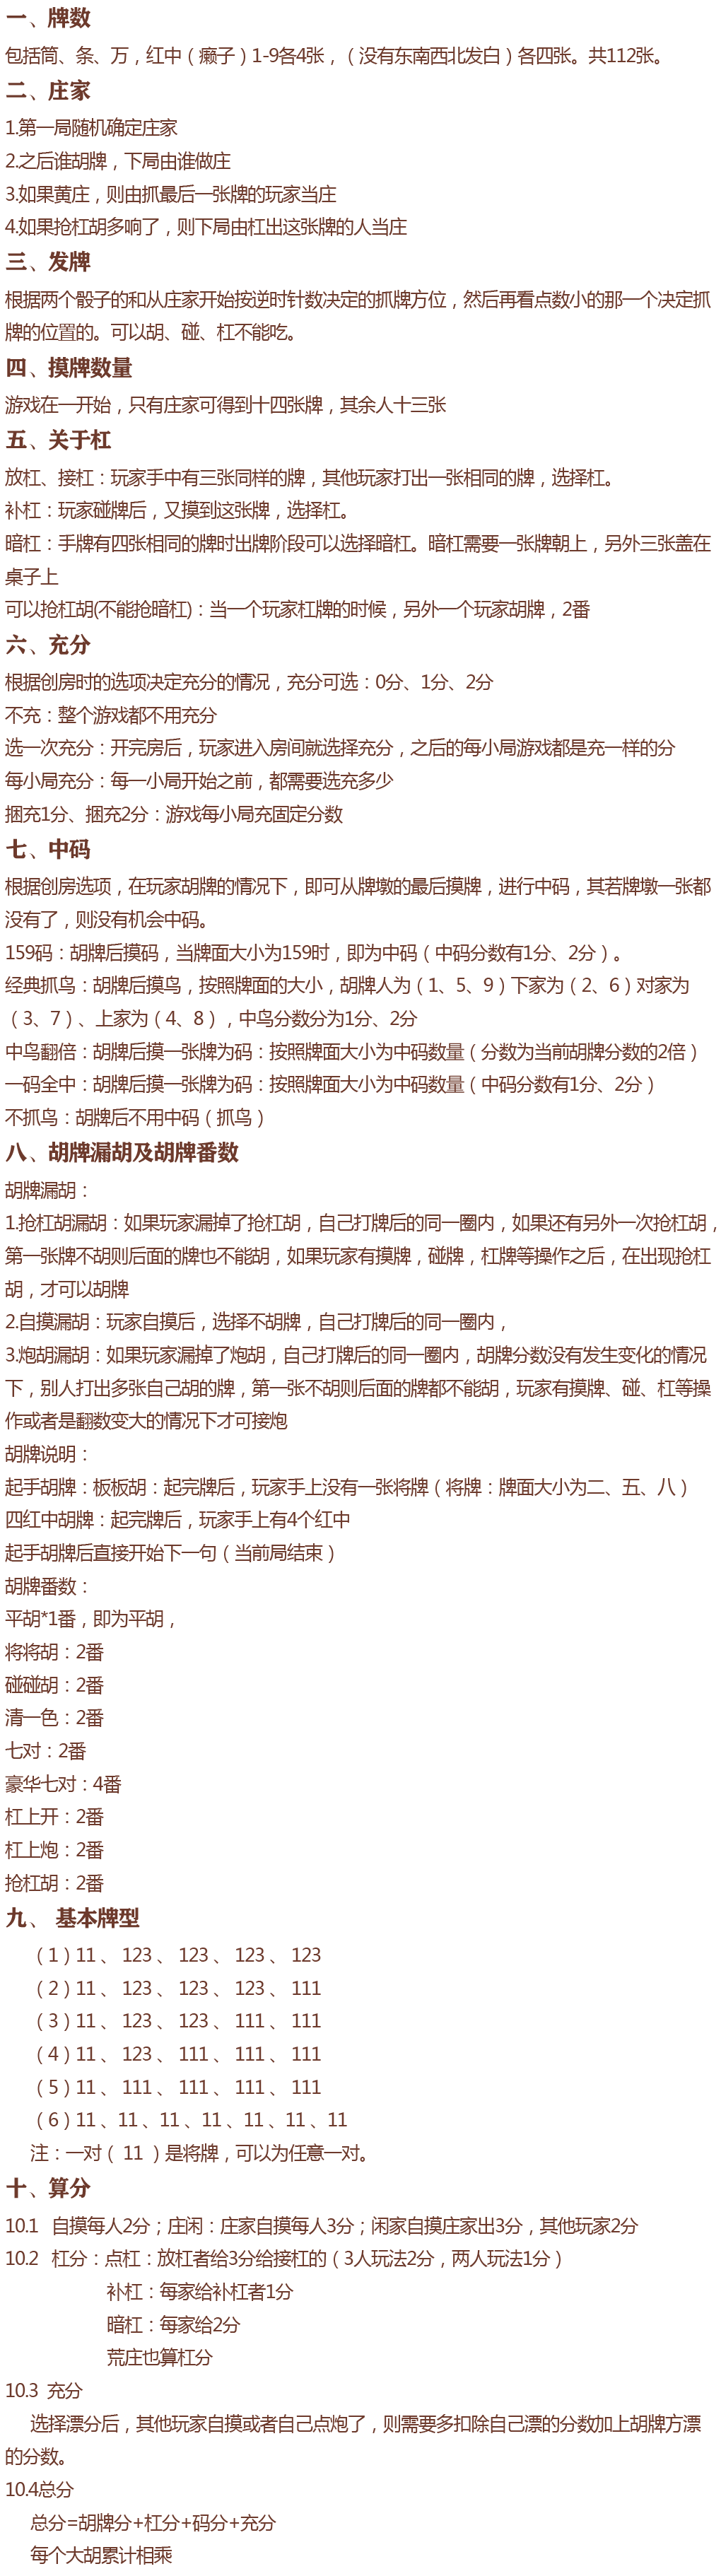 一、牌数
包括筒、条、万，红中（癞子）1-9各4张，（没有东南西北发白）各四张。共112张。
二、庄家
1.第一局随机确定庄家
2.之后谁胡牌，下局由谁做庄
3.如果黄庄，则由抓最后一张牌的玩家当庄
4.如果抢杠胡多响了，则下局由杠出这张牌的人当庄
三、发牌
根据两个骰子的和从庄家开始按逆时针数决定的抓牌方位，然后再看点数小的那一个决定抓
牌的位置的。可以胡、碰、杠不能吃。
四、摸牌数量
游戏在一开始，只有庄家可得到十四张牌，其余人十三张
五、关于杠
放杠、接杠：玩家手中有三张同样的牌，其他玩家打出一张相同的牌，选择杠。
补杠：玩家碰牌后，又摸到这张牌，选择杠。
暗杠：手牌有四张相同的牌时出牌阶段可以选择暗杠。暗杠需要一张牌朝上，另外三张盖在
桌子上
可以抢杠胡(不能抢暗杠)：当一个玩家杠牌的时候，另外一个玩家胡牌，2番
六、充分
根据创房时的选项决定充分的情况，充分可选：0分、1分、2分
不充：整个游戏都不用充分
选一次充分：开完房后，玩家进入房间就选择充分，之后的每小局游戏都是充一样的分
每小局充分：每一小局开始之前，都需要选充多少
捆充1分、捆充2分：游戏每小局充固定分数
七、中码
根据创房选项，在玩家胡牌的情况下，即可从牌墩的最后摸牌，进行中码，其若牌墩一张都
没有了，则没有机会中码。
159码：胡牌后摸码，当牌面大小为159时，即为中码（中码分数有1分、2分）。
经典抓鸟：胡牌后摸鸟，按照牌面的大小，胡牌人为（1、5、9）下家为（2、6）对家为
（3、7）、上家为（4、8），中鸟分数分为1分、2分
中鸟翻倍：胡牌后摸一张牌为码：按照牌面大小为中码数量（分数为当前胡牌分数的2倍）
一码全中：胡牌后摸一张牌为码：按照牌面大小为中码数量（中码分数有1分、2分）
不抓鸟：胡牌后不用中码（抓鸟）
八、胡牌漏胡及胡牌番数
胡牌漏胡：
1.抢杠胡漏胡：如果玩家漏掉了抢杠胡，自己打牌后的同一圈内，如果还有另外一次抢杠胡，
第一张牌不胡则后面的牌也不能胡，如果玩家有摸牌，碰牌，杠牌等操作之后，在出现抢杠
胡，才可以胡牌
2.自摸漏胡：玩家自摸后，选择不胡牌，自己打牌后的同一圈内，
3.炮胡漏胡：如果玩家漏掉了炮胡，自己打牌后的同一圈内，胡牌分数没有发生变化的情况
下，别人打出多张自己胡的牌，第一张不胡则后面的牌都不能胡，玩家有摸牌、碰、杠等操
作或者是翻数变大的情况下才可接炮
胡牌说明：
起手胡牌：板板胡：起完牌后，玩家手上没有一张将牌（将牌：牌面大小为二、五、八）
四红中胡牌：起完牌后，玩家手上有4个红中
起手胡牌后直接开始下一句（当前局结束）
胡牌番数：
平胡*1番，即为平胡，
将将胡：2番
碰碰胡：2番
清一色：2番
七对：2番
豪华七对：4番
杠上开：2番
杠上炮：2番
抢杠胡：2番
九、 基本牌型
（1）11 、 123 、 123 、 123 、 123
（2）11 、 123 、 123 、 123 、 111
（3）11 、 123 、 123 、 111 、 111
（4）11 、 123 、 111 、 111 、 111
（5）11 、 111 、 111 、 111 、 111
（6）11 、11 、11 、11 、11 、11 、11
注：一对（ 11 ）是将牌，可以为任意一对。
十、算分
10.1 自摸每人2分；庄闲：庄家自摸每人3分；闲家自摸庄家出3分，其他玩家2分
10.2 杠分：点杠：放杠者给3分给接杠的（3人玩法2分，两人玩法1分）
补杠：每家给补杠者1分
暗杠：每家给2分
荒庄也算杠分
10.3 充分
选择漂分后，其他玩家自摸或者自己点炮了，则需要多扣除自己漂的分数加上胡牌方漂
的分数。
10.4总分
总分=胡牌分+杠分+码分+充分
每个大胡累计相乘